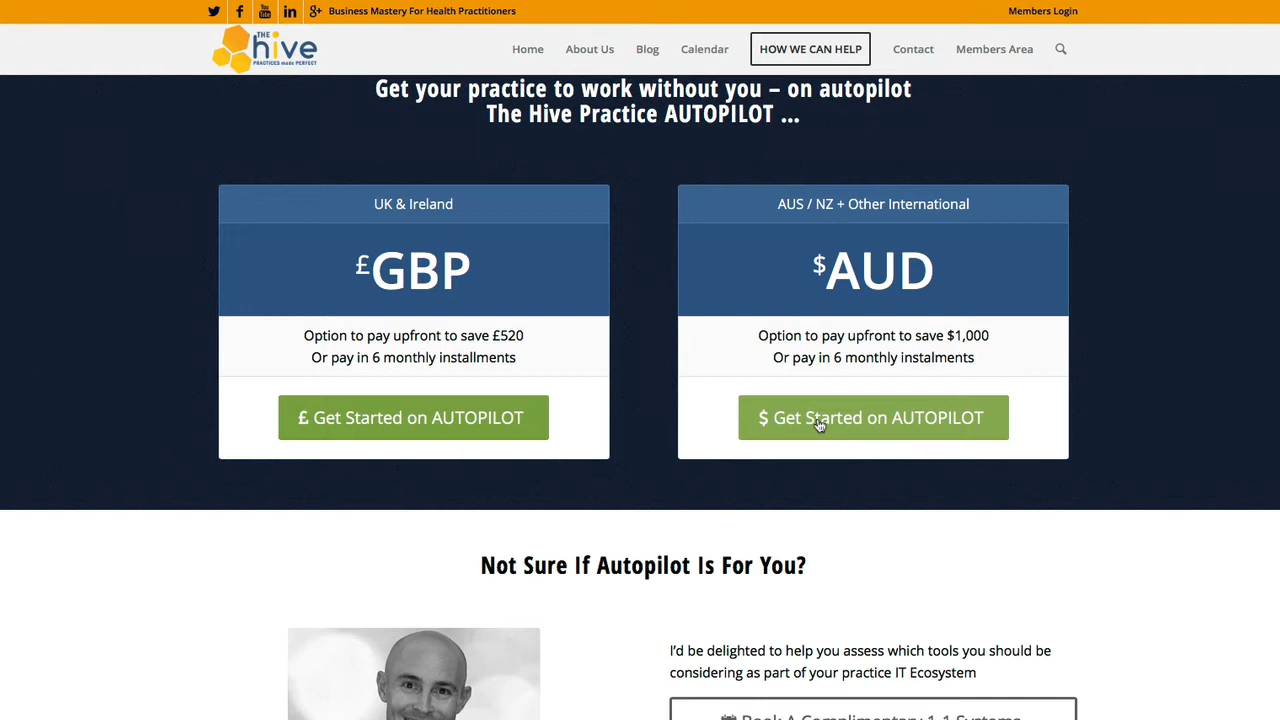 Business Mastery For Health Practitioners
Members Login
THE
hive
PRACTICES made PERFECT
Home
About Us
Blog
Calendar
HOW WE CAN HELP
Contact
Members Area
Get your practice to work without you – on autopilot
The Hive Practice AUTOPILOT ...
UK & Ireland
£GBP
Option to pay upfront to save £520
Or pay in 6 monthly installments
£ Get Started on AUTOPILOT
AUS / NZ + Other International
$AUD
Option to pay upfront to save $1,000
Or pay in 6 monthly instalments
$ Get Started on AUTOPILOT
Not Sure If Autopilot Is For You?
I'd be delighted to help you assess which tools you should be
considering as part of your practice IT Ecosystem
Book A Complimentary 1-1 Systems